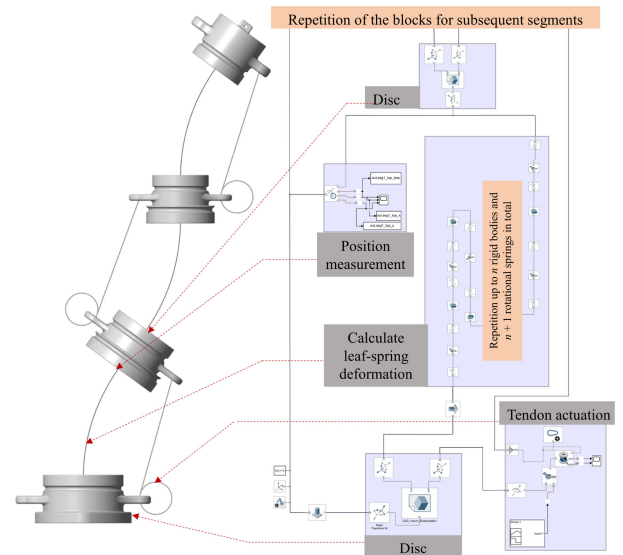 Repetition of the blocks for subsequent segments
Disc
Position
measurement
Repetition up to n rigid bodies and
n + 1 rotational springs in total
Calculate
leaf-spring
deformation
Tendon actuation
Disc